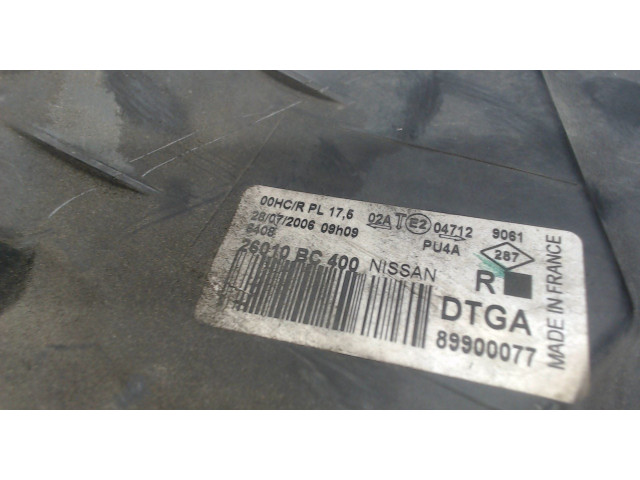 00HC/R PL 17,5 02A E2 04712 9061
28/07/2006 09h09 PU4A 287
6408
26010 BC 400 NISSAN R
DTGA
89900077
MADE IN FRANCE